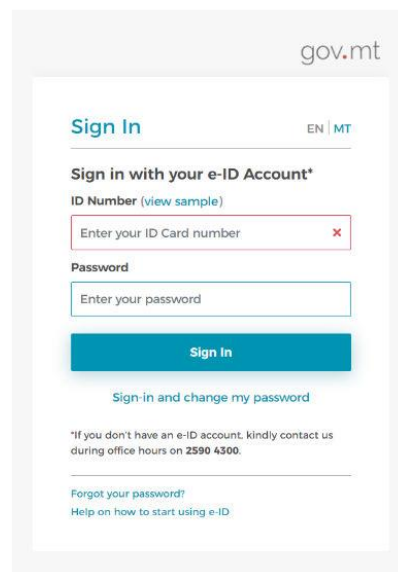 gov.mt
Sign In
EN | MT
Sign in with your e-ID Account*
ID Number (view sample)
Enter your ID Card number
Password
Enter your password
Sign In
Sign-in and change my password
*If you don't have an e-ID account, kindly contact us
during office hours on 2590 4300.
Forgot your password?
Help on how to start using e-ID